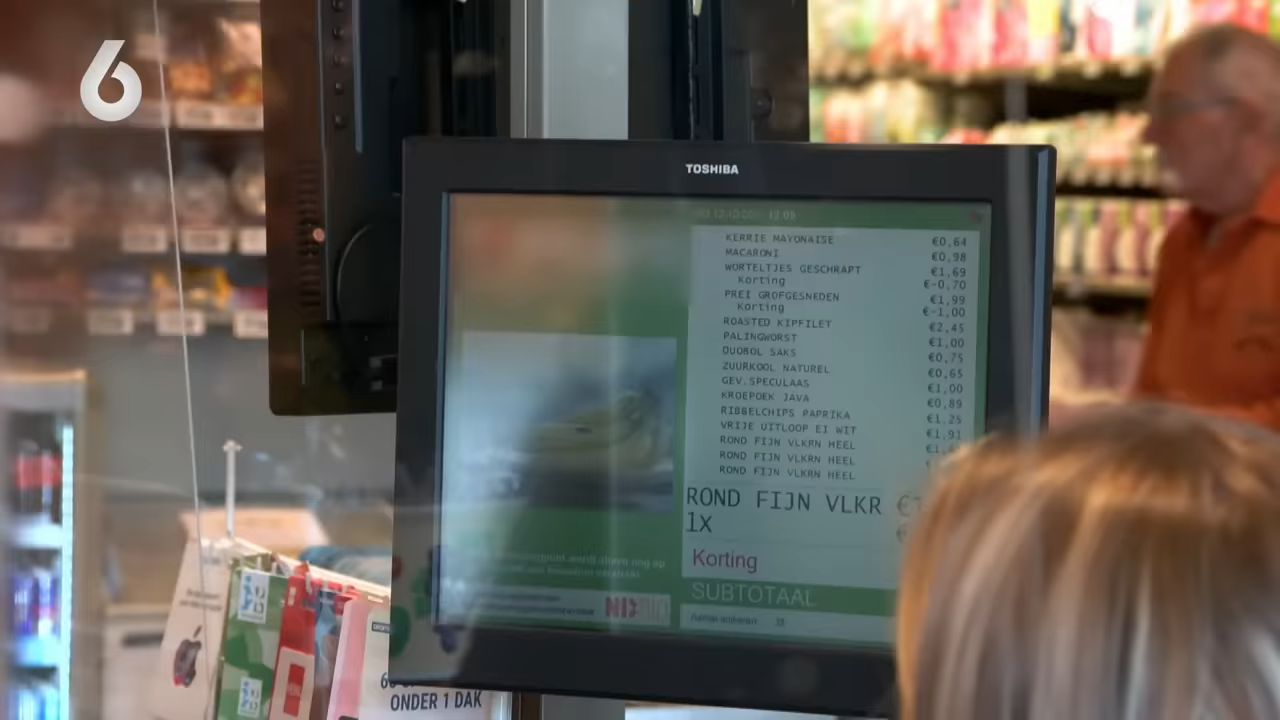 6
TOSHIBA
KERRIE MAYONAISE €0,64
MACARONI €0,98
WORTELTJES GESCHRAPT €1,69
Korting €-0,70
PREI GROFGESNEDEN €1,99
Korting €-1,00
ROASTED KIPFILET €2,45
PALINGWORST €1,00
DUOBOL SAKS €0,75
ZUURKOOL NATUREL €0,65
GEV.SPECULAAS €1,00
KROEPOEK JAVA €0,89
RIBBELCHIPS PAPRIKA €1,25
VRIJE UITLOOP EI WIT €1,91
ROND FIJN VLKRN HEEL
ROND FIJN VLKRN HEEL
ROND FIJN VLKRN HEEL
ROND FIJN VLKR
1X
Korting
SUBTOTAAL
ONDER 1 DAK